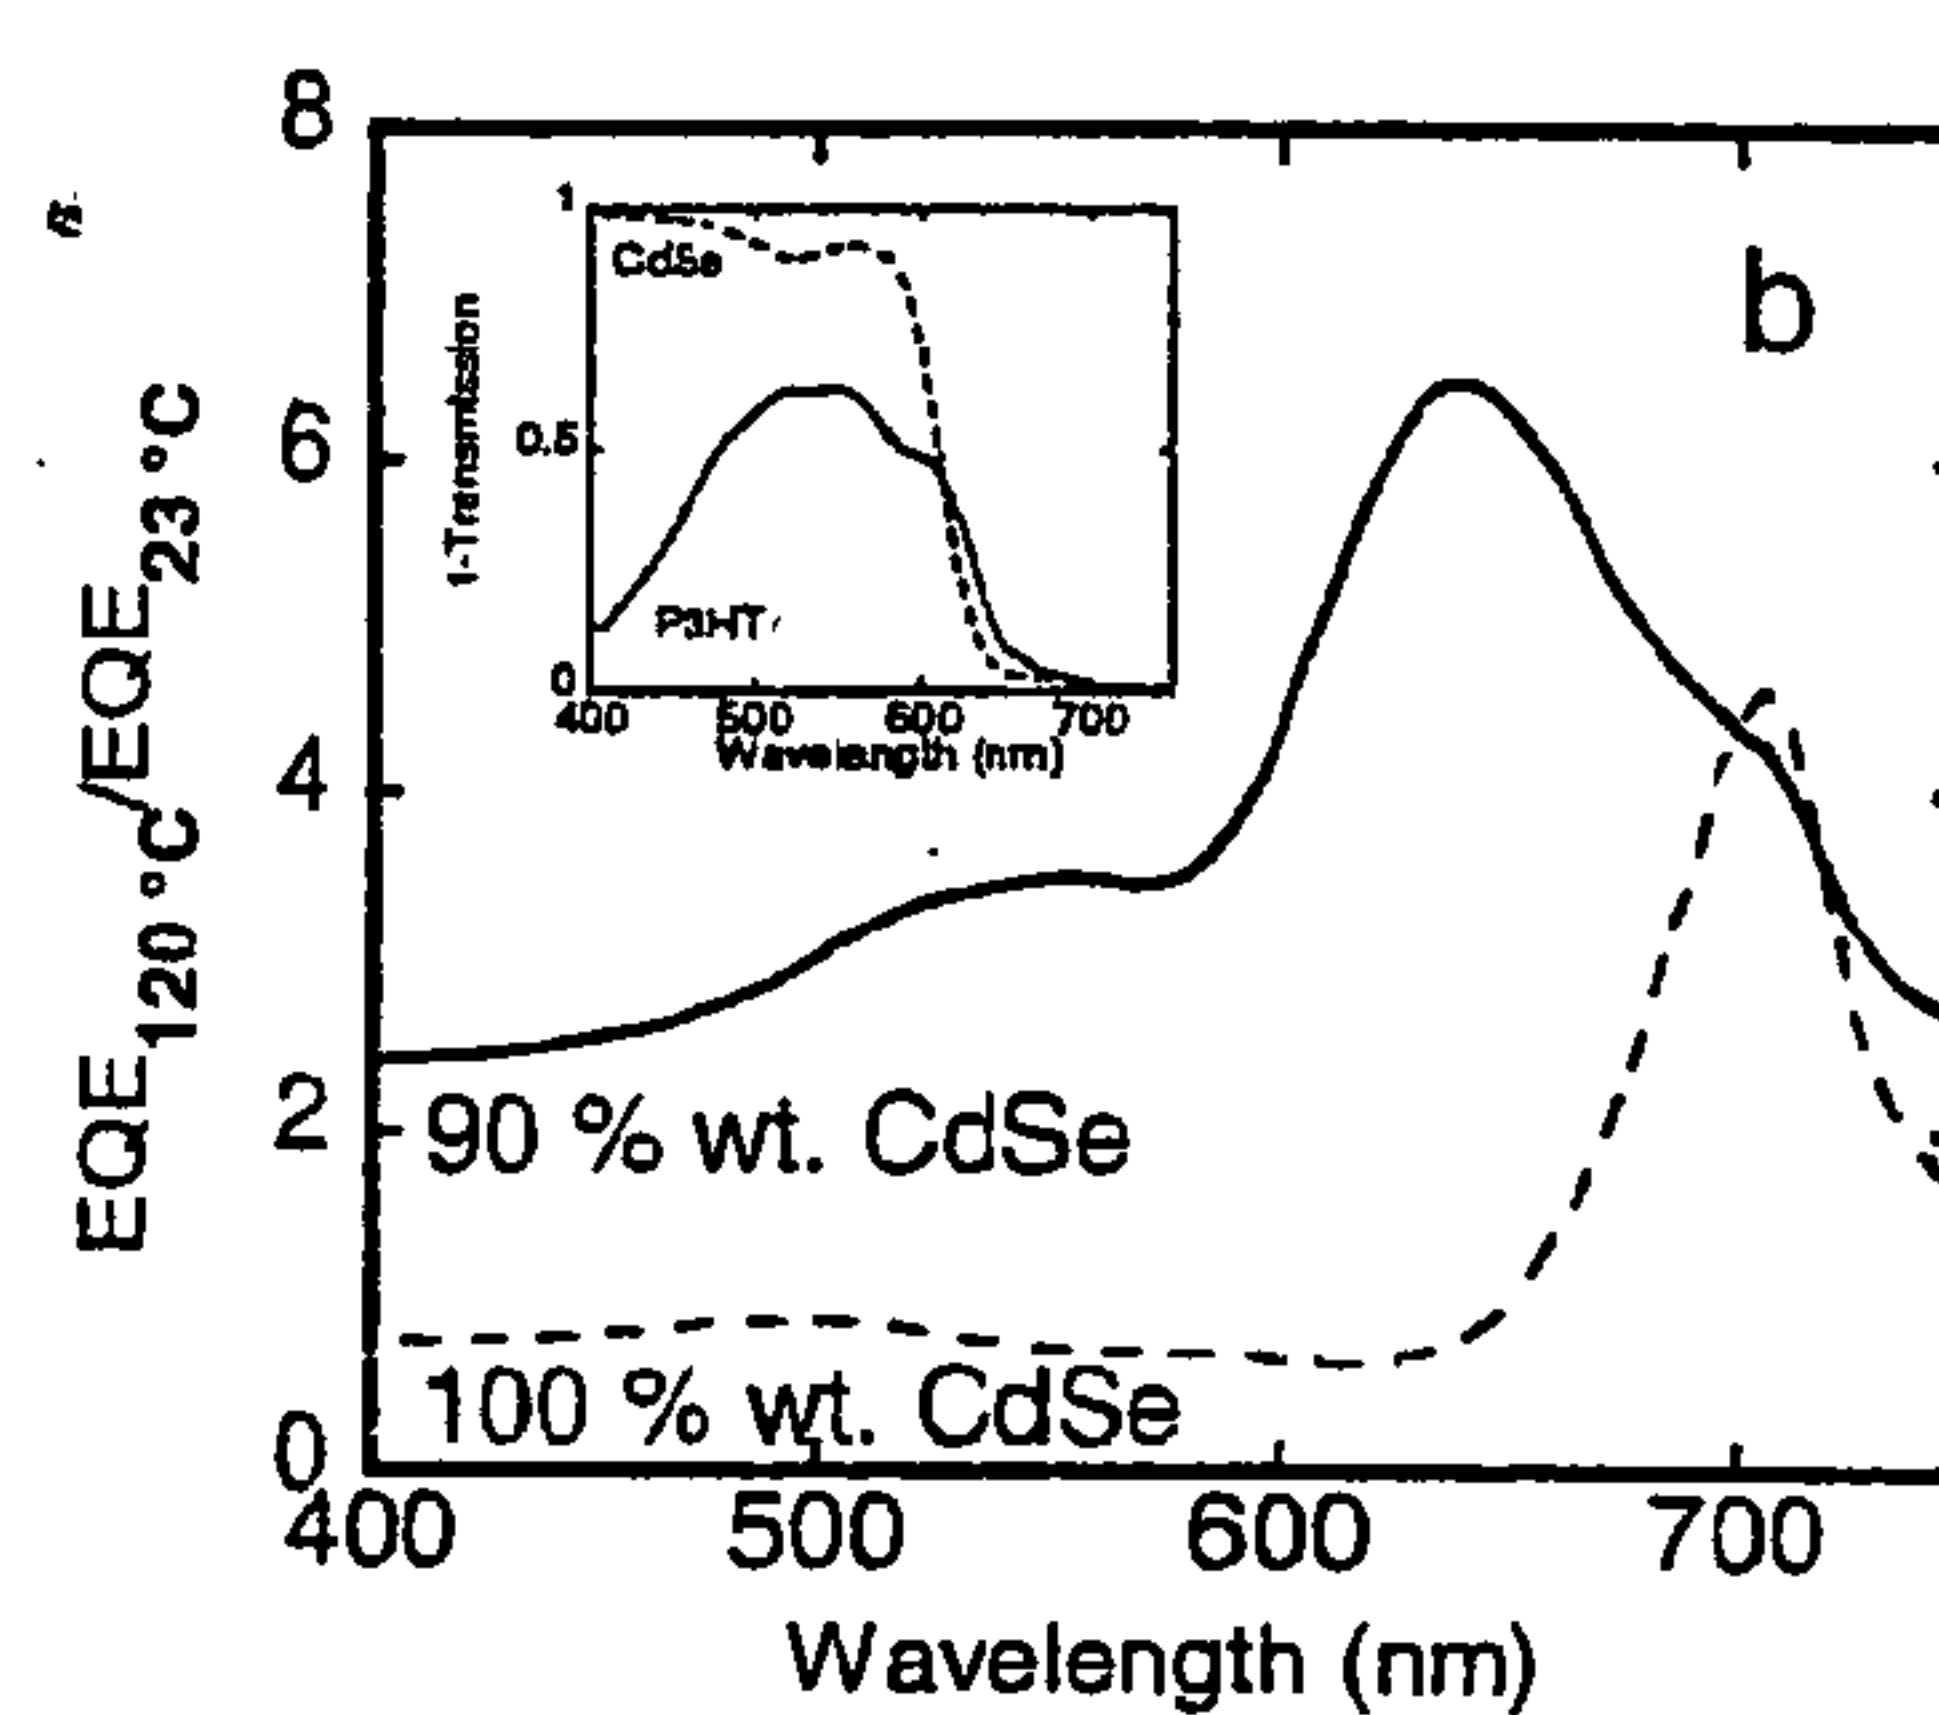 8
6
4
2
0
EQE120 °C/EQE23 °C
b
1
0.5
0
1-Transmission
CdSe
P3HT
400 500 600 700
Wavelength (nm)
90 % wt. CdSe
100 % wt. CdSe
400 500 600 700
Wavelength (nm)